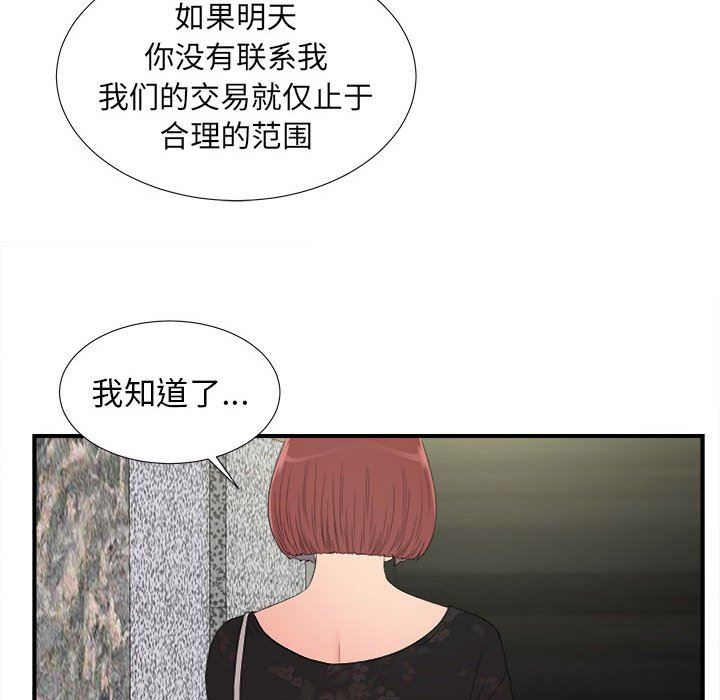 如果明天
你没有联系我
我们的交易就仅止于
合理的范围
我知道了...